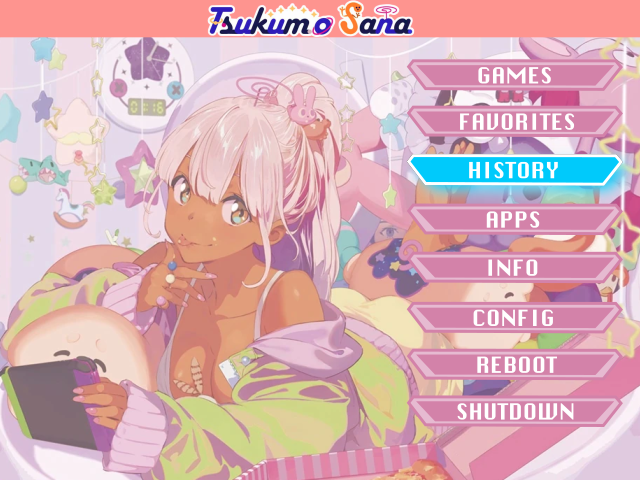 Tsukumo Sana
GAMES
FAVORITES
HISTORY
APPS
INFO
CONFIG
REBOOT
SHUTDOWN